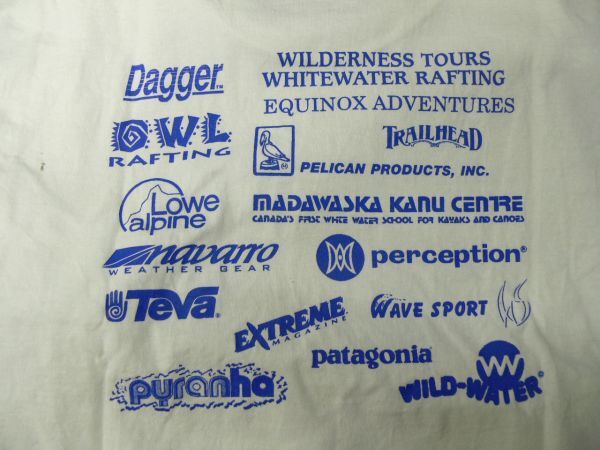 Dagger™
WILDERNESS TOURS
WHITEWATER RAFTING
EQUINOX ADVENTURES
O.W.L
RAFTING
TRAILHEAD
PELICAN PRODUCTS, INC.
Lowe
alpine
MADAWASKA KANU CENTRE
CANADA'S FIRST WHITE WATER SCHOOL FOR KAYAKS AND CANOES
navarro
WEATHER GEAR
perception®
TEVA®
EXTREME
MAGAZINE
WAVE SPORT
patagonia®
pyranha
WILD-WATER®